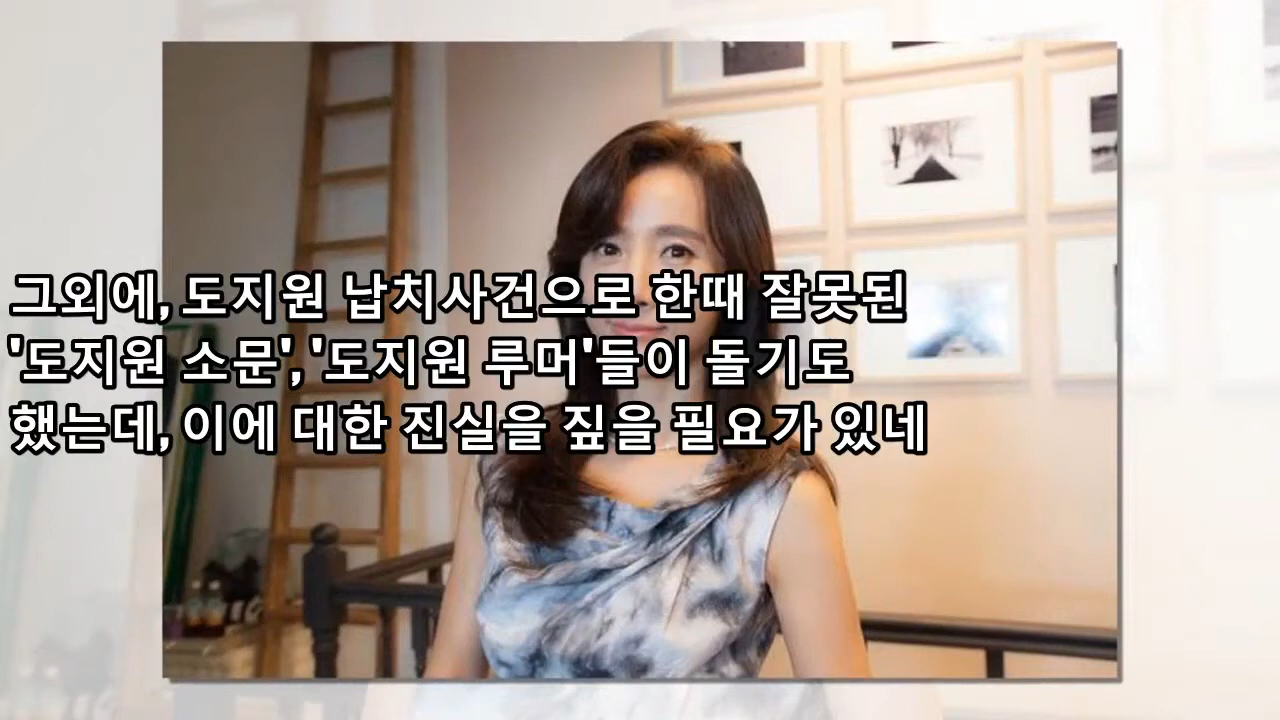 그외에, 도지원 납치사건으로 한때 잘못된
'도지원 소문', '도지원 루머'들이 돌기도
했는데, 이에 대한 진실을 짚을 필요가 있네